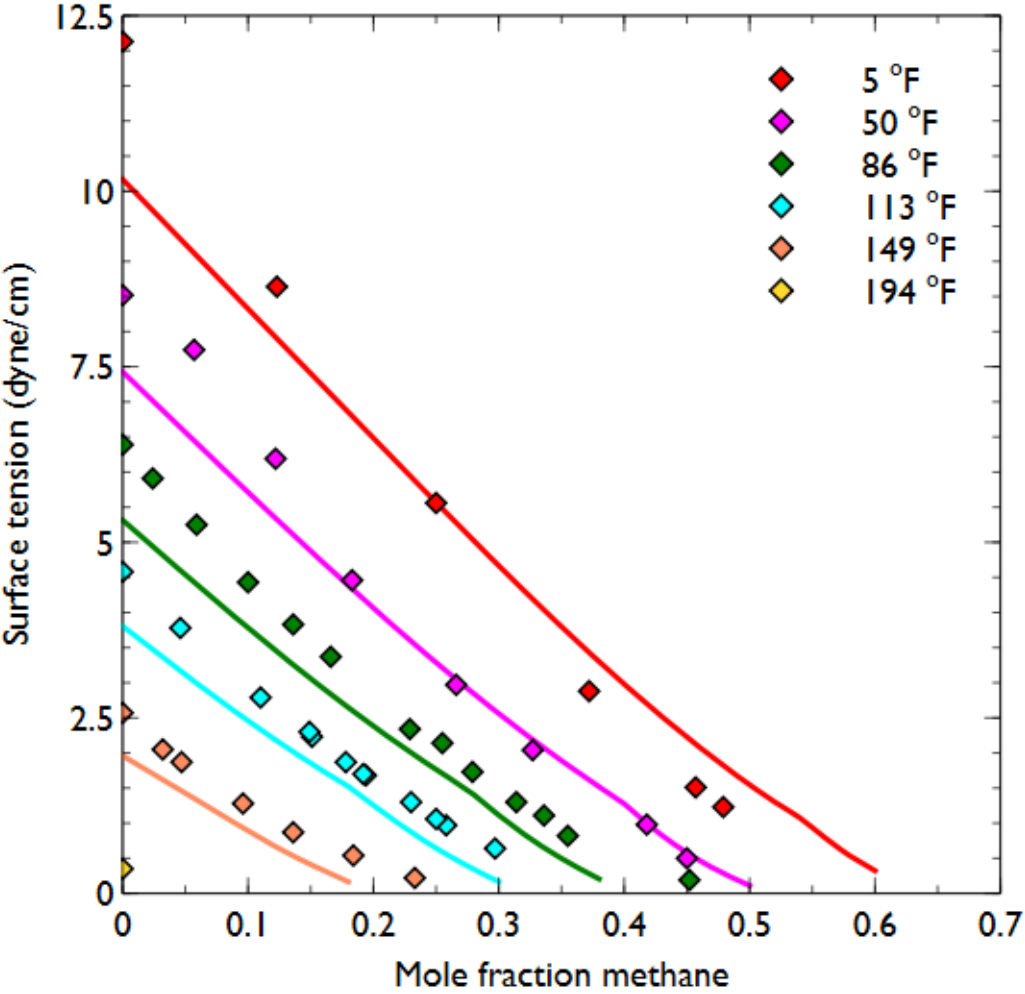 12.5
10
7.5
5
2.5
0
Surface tension (dyne/cm)
5 °F
50 °F
86 °F
113 °F
149 °F
194 °F
0 0.1 0.2 0.3 0.4 0.5 0.6 0.7
Mole fraction methane